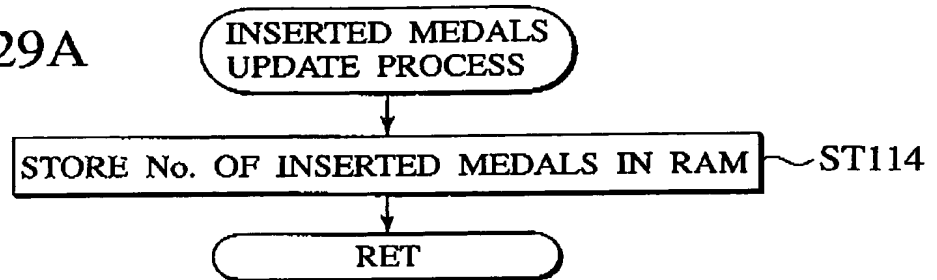 29A
INSERTED MEDALS
UPDATE PROCESS
STORE No. OF INSERTED MEDALS IN RAM
ST114
RET